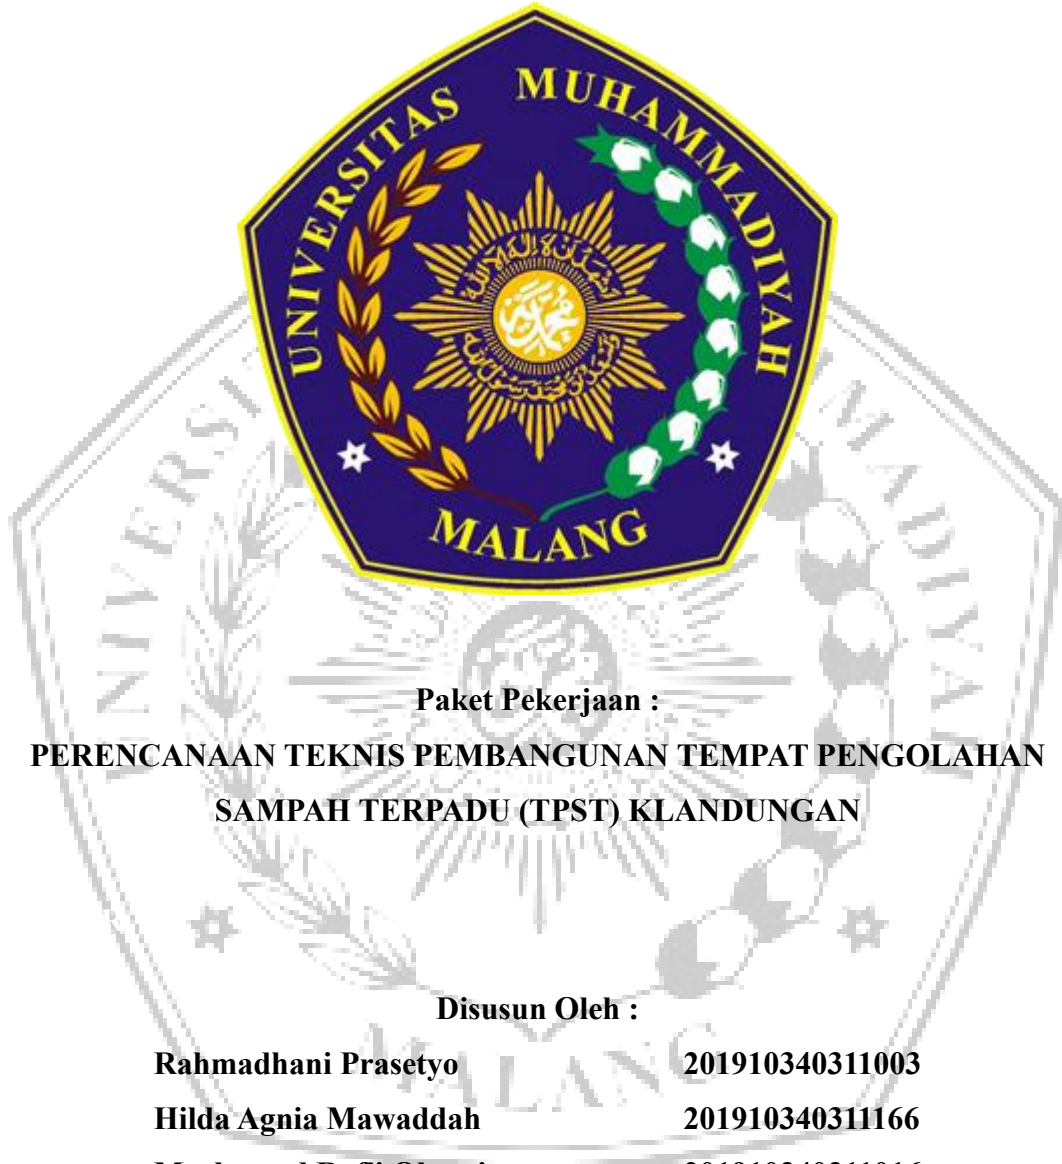 UNIVERSITAS MUHAMMADIYAH
MALANG
Paket Pekerjaan :
PERENCANAAN TEKNIS PEMBANGUNAN TEMPAT PENGOLAHAN
SAMPAH TERPADU (TPST) KLANDUNGAN
Disusun Oleh :
Rahmadhani Prasetyo 201910340311003
Hilda Agnia Mawaddah 201910340311166